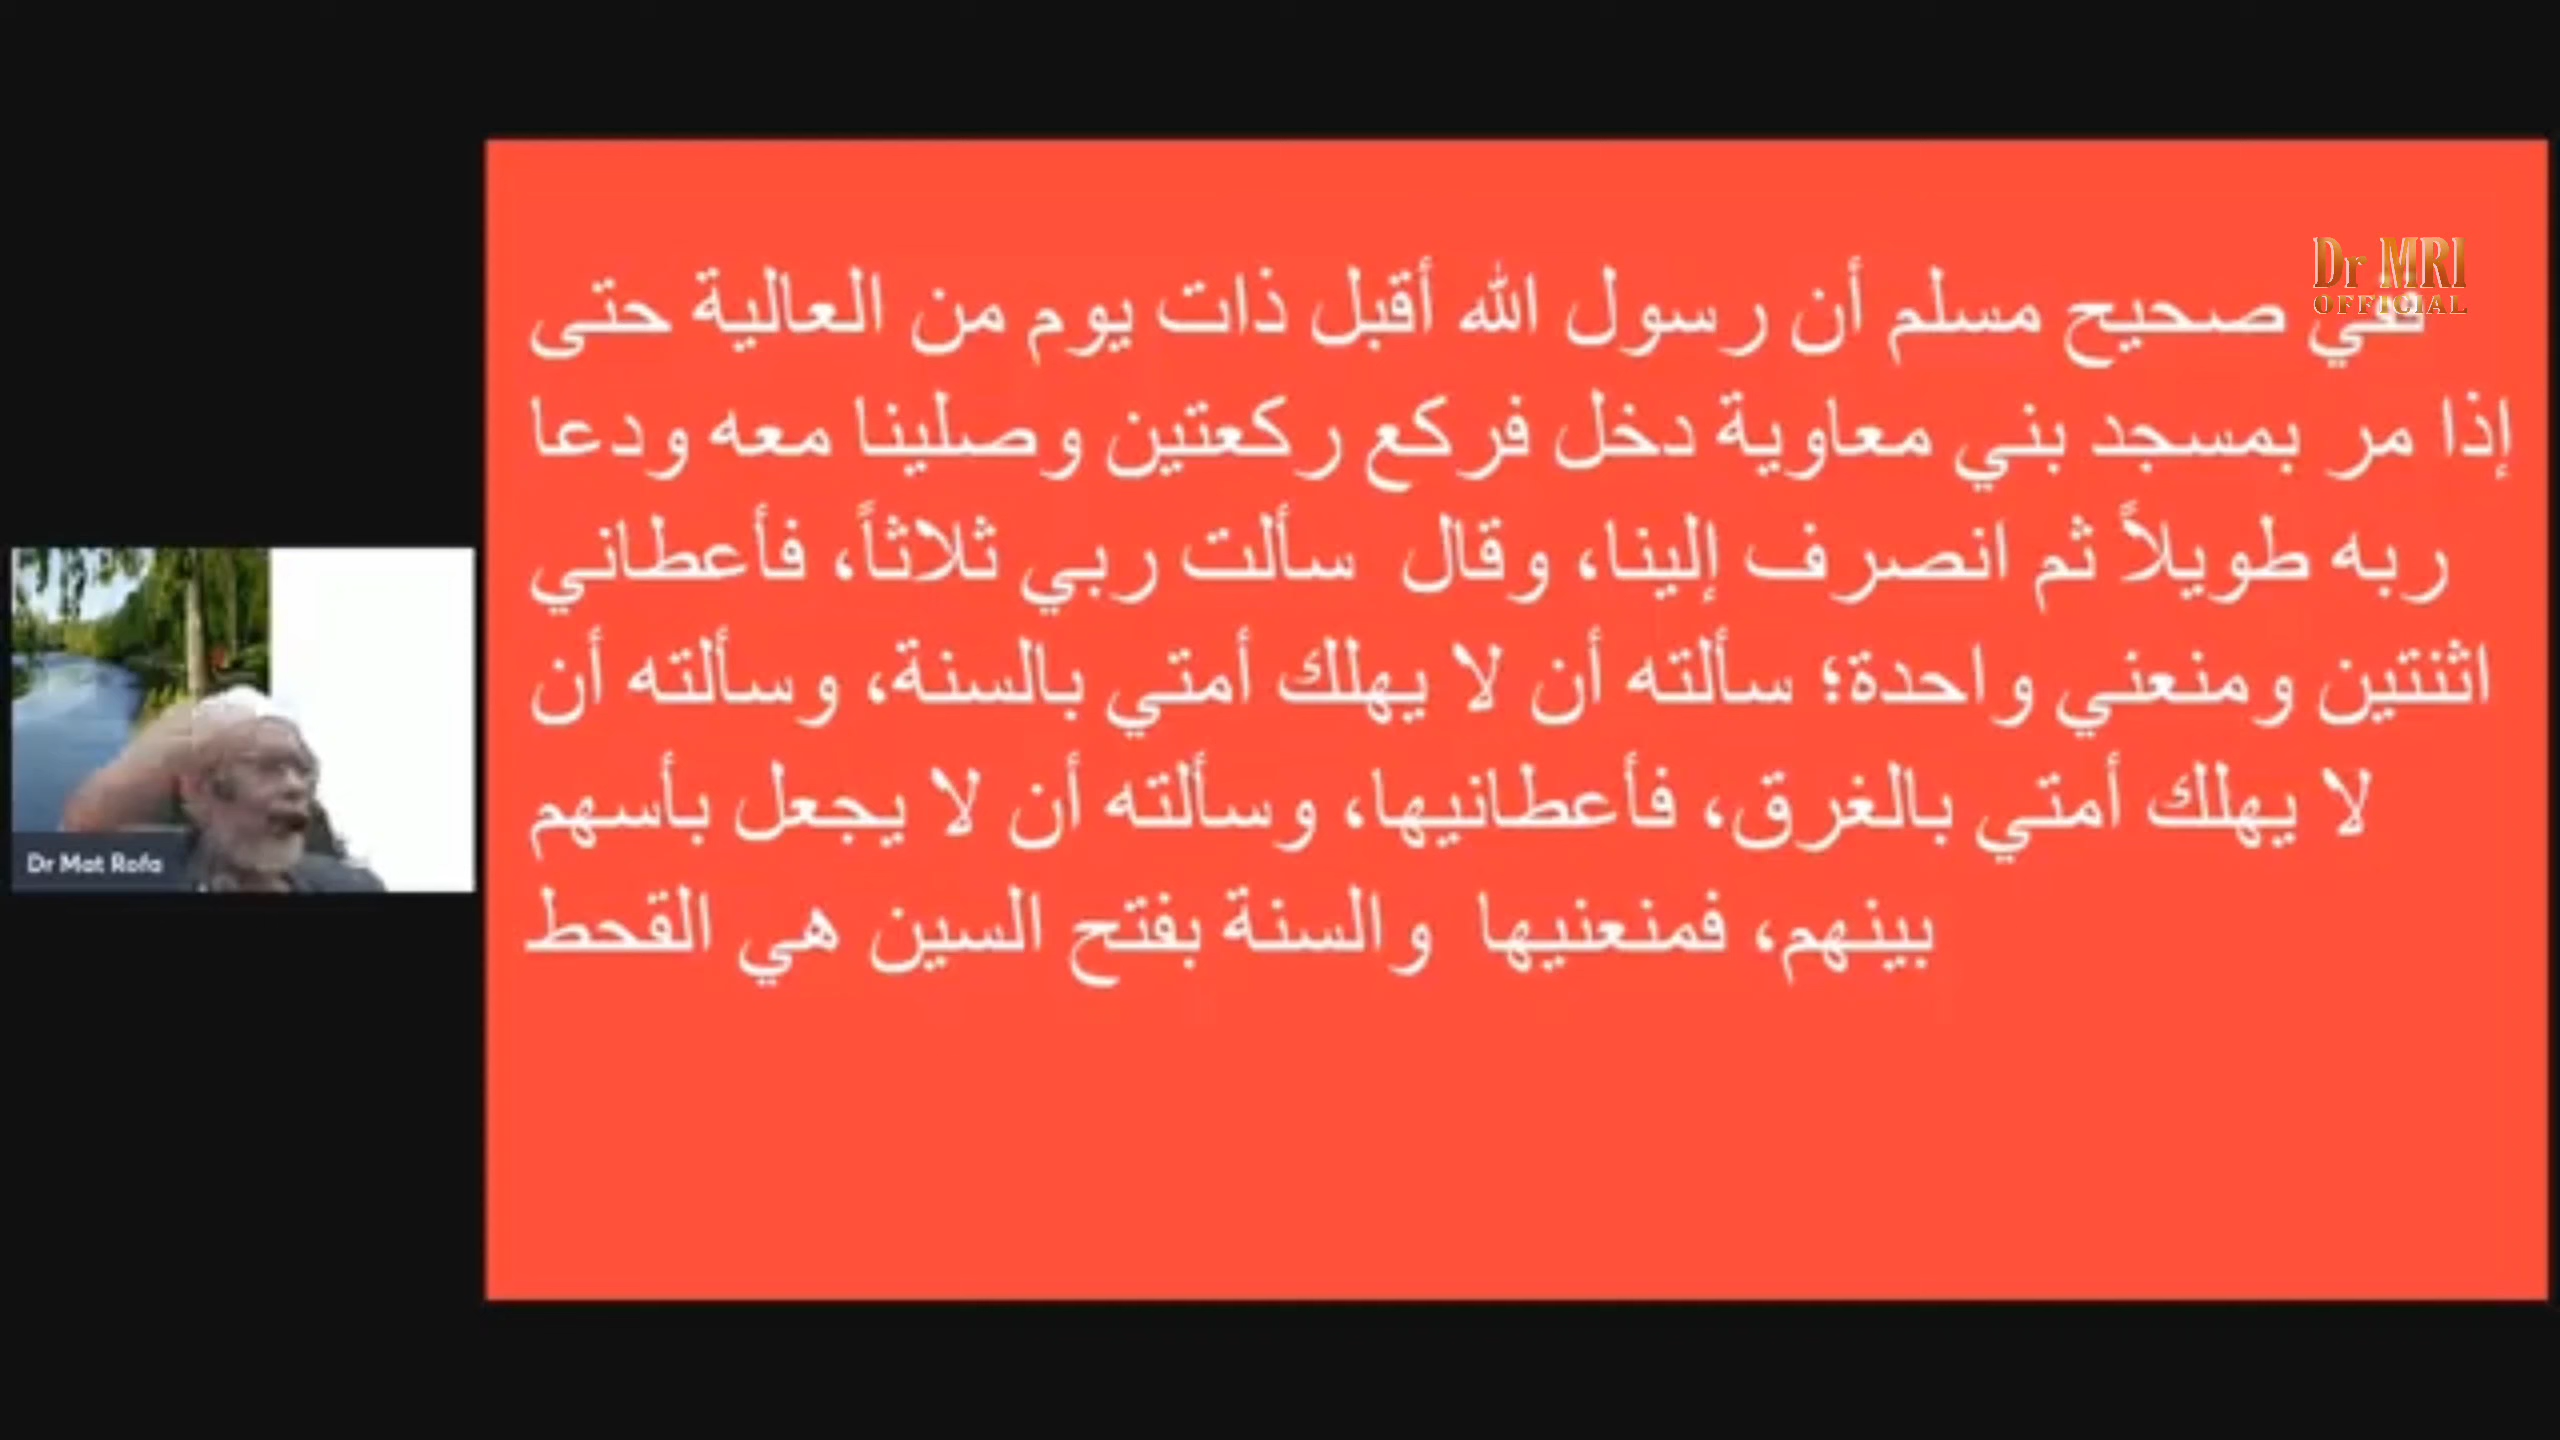 Dr MRI
OFFICIAL
ففي صحيح مسلم أن رسول الله أقبل ذات يوم من العالية حتى
إذا مر بمسجد بني معاوية دخل فركع ركعتين وصلينا معه ودعا
ربه طويلاً ثم انصرف إلينا، وقال سألت ربي ثلاثاً، فأعطاني
اثنتين ومنعني واحدة؛ سألته أن لا يهلك أمتي بالسنة، وسألته أن
لا يهلك أمتي بالغرق، فأعطانيها، وسألته أن لا يجعل بأسهم
بينهم، فمنعنيها والسنة بفتح السين هي القحط
Dr Mat Rofa